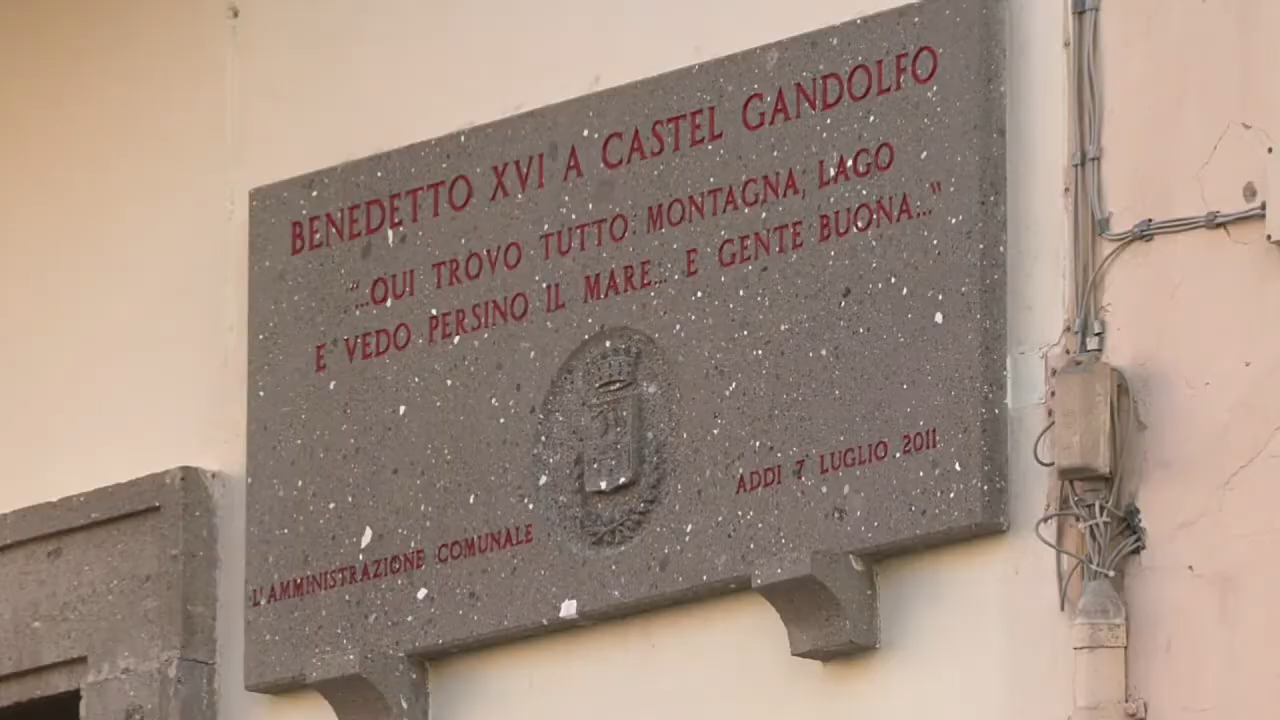 BENEDETTO XVI A CASTEL GANDOLFO
"...QUI TROVO TUTTO: MONTAGNA, LAGO
E VEDO PERSINO IL MARE... E GENTE BUONA..."
ADDI 7 LUGLIO 2011
L'AMMINISTRAZIONE COMUNALE